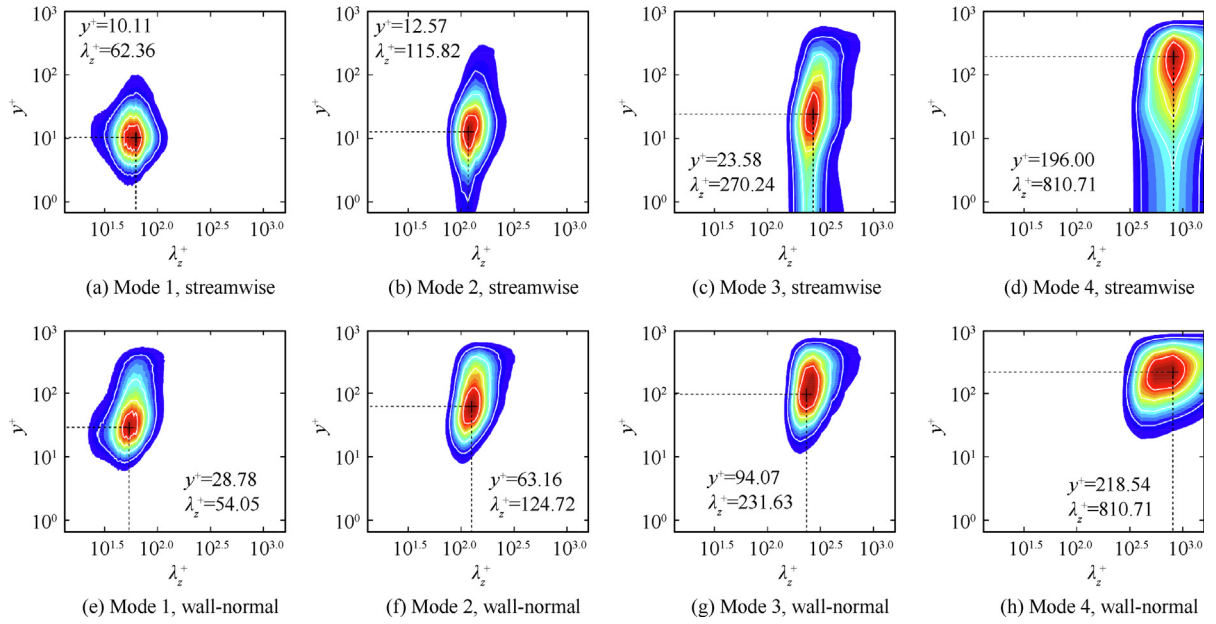 10³
10²
10¹
10⁰
y⁺
y⁺=10.11
λz⁺=62.36
10^1.5
10^2.0
10^2.5
10^3.0
λz⁺
(a) Mode 1, streamwise
10³
10²
10¹
10⁰
y⁺
y⁺=12.57
λz⁺=115.82
10^1.5
10^2.0
10^2.5
10^3.0
λz⁺
(b) Mode 2, streamwise
10³
10²
10¹
10⁰
y⁺
y⁺=23.58
λz⁺=270.24
10^1.5
10^2.0
10^2.5
10^3.0
λz⁺
(c) Mode 3, streamwise
10³
10²
10¹
10⁰
y⁺
y⁺=196.00
λz⁺=810.71
10^1.5
10^2.0
10^2.5
10^3.0
λz⁺
(d) Mode 4, streamwise
10³
10²
10¹
10⁰
y⁺
y⁺=28.78
λz⁺=54.05
10^1.5
10^2.0
10^2.5
10^3.0
λz⁺
(e) Mode 1, wall-normal
10³
10²
10¹
10⁰
y⁺
y⁺=63.16
λz⁺=124.72
10^1.5
10^2.0
10^2.5
10^3.0
λz⁺
(f) Mode 2, wall-normal
10³
10²
10¹
10⁰
y⁺
y⁺=94.07
λz⁺=231.63
10^1.5
10^2.0
10^2.5
10^3.0
λz⁺
(g) Mode 3, wall-normal
10³
10²
10¹
10⁰
y⁺
y⁺=218.54
λz⁺=810.71
10^1.5
10^2.0
10^2.5
10^3.0
λz⁺
(h) Mode 4, wall-normal